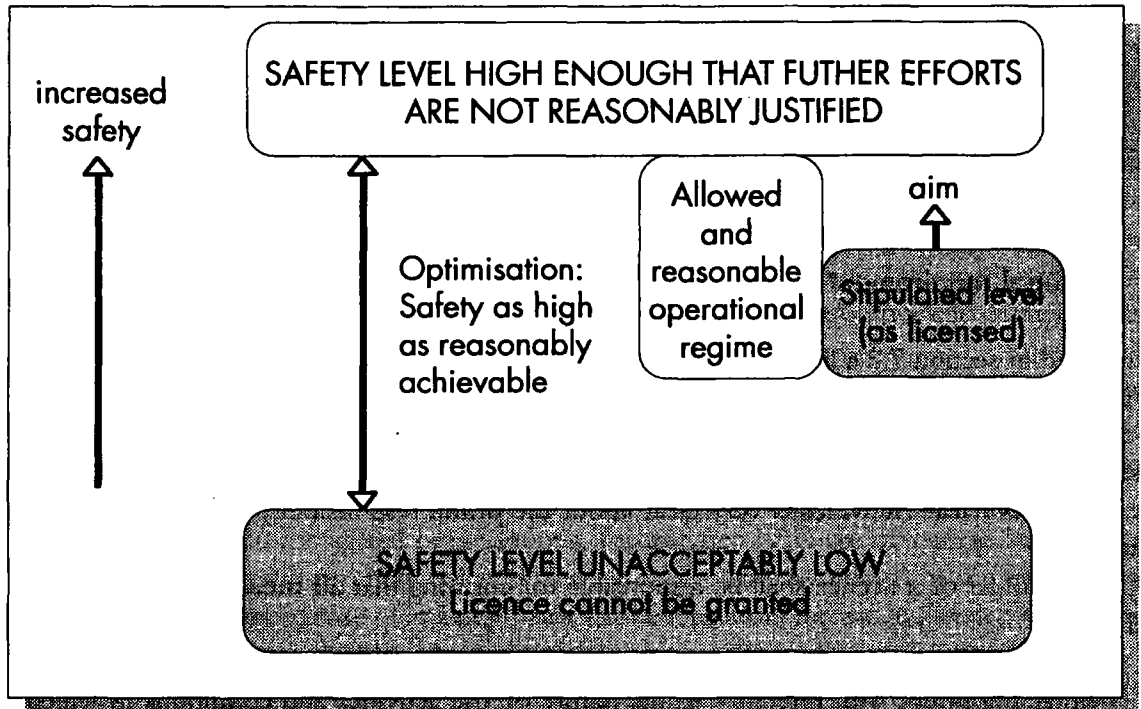 SAFETY LEVEL HIGH ENOUGH THAT FUTHER EFFORTS
ARE NOT REASONABLY JUSTIFIED
increased
safety
Allowed
and
reasonable
operational
regime
aim
Stipulated level
(as licensed)
Optimisation:
Safety as high
as reasonably
achievable
SAFETY LEVEL UNACCEPTABLY LOW
Licence cannot be granted